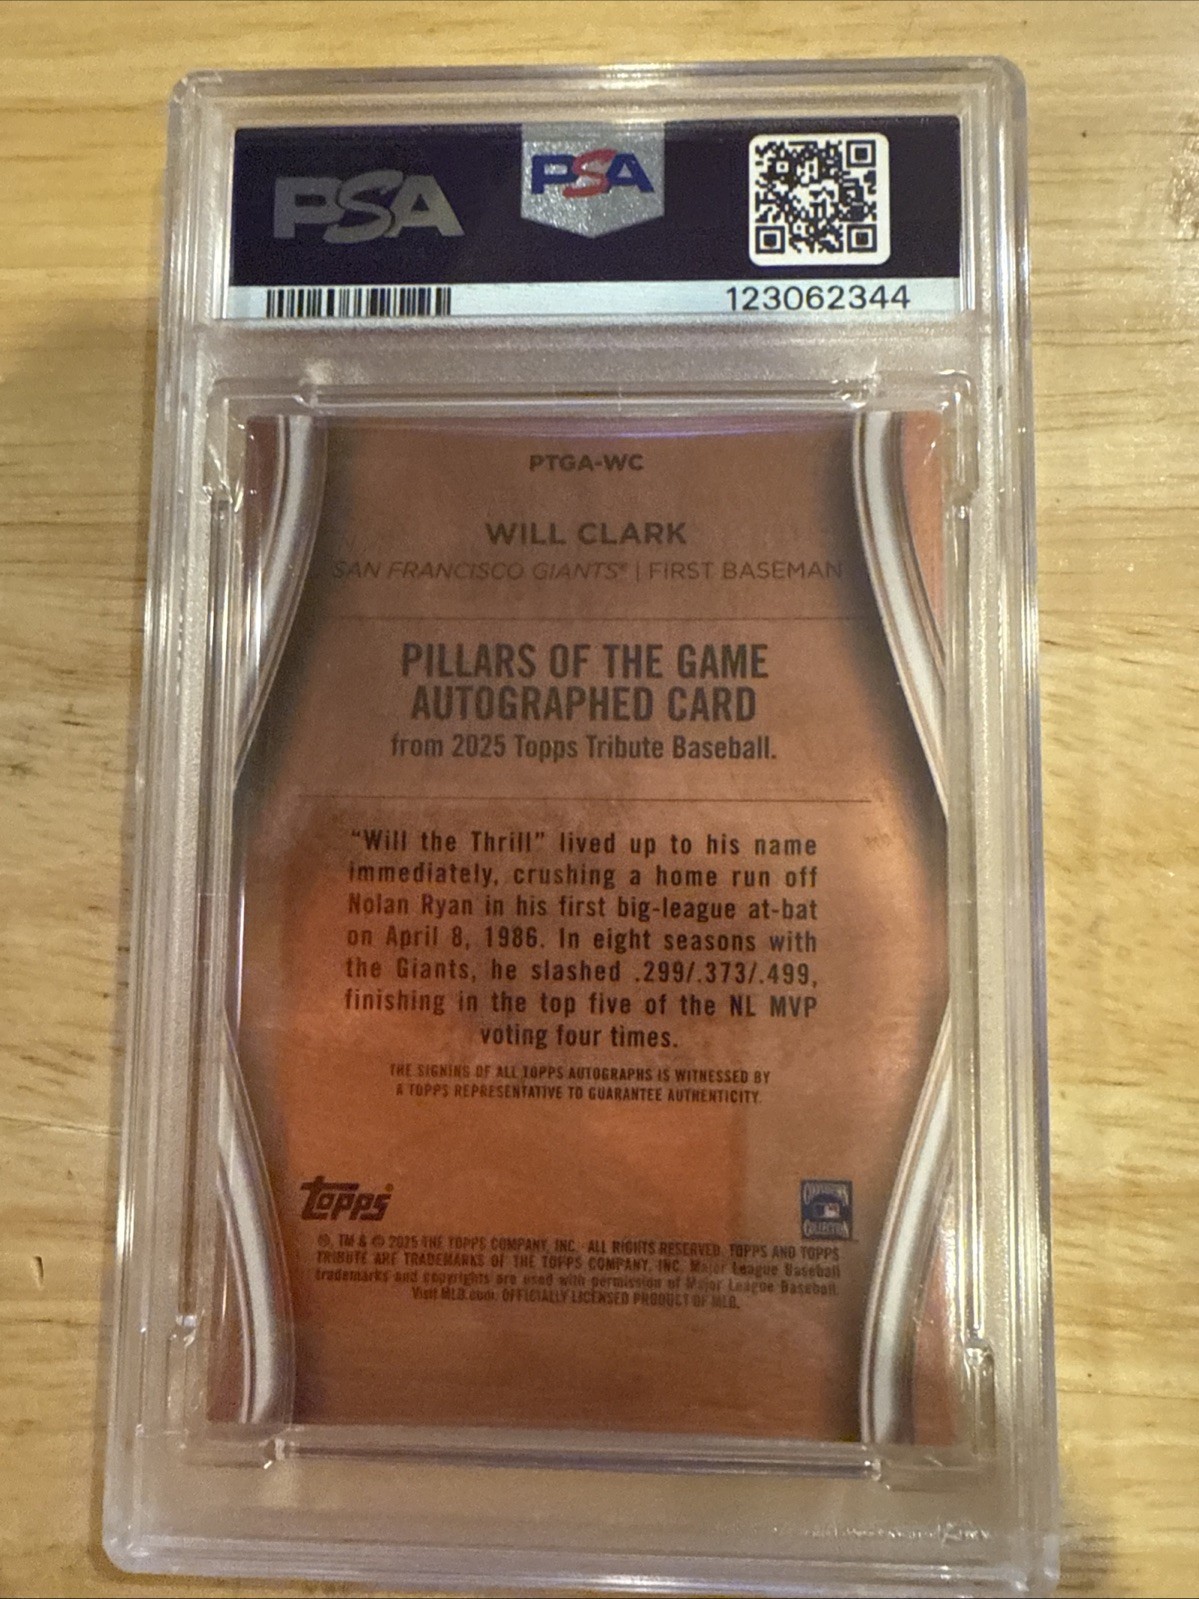 PSA
PSA
123062344
PTGA-WC
WILL CLARK
SAN FRANCISCO GIANTS® | FIRST BASEMAN
PILLARS OF THE GAME
AUTOGRAPHED CARD
from 2025 Topps Tribute Baseball.
“Will the Thrill” lived up to his name
immediately, crushing a home run off
Nolan Ryan in his first big-league at-bat
on April 8, 1986. In eight seasons with
the Giants, he slashed .299/.373/.499,
finishing in the top five of the NL MVP
voting four times.
THE SIGNING OF ALL TOPPS AUTOGRAPHS IS WITNESSED BY
A TOPPS REPRESENTATIVE TO GUARANTEE AUTHENTICITY.
Topps
COOPERSTOWN
COLLECTION
®, TM & © 2025 THE TOPPS COMPANY, INC. ALL RIGHTS RESERVED. TOPPS AND TOPPS
TRIBUTE ARE TRADEMARKS OF THE TOPPS COMPANY, INC. Major League Baseball
trademarks and copyrights are used with permission of Major League Baseball.
Visit MLB.com. OFFICIALLY LICENSED PRODUCT OF MLB.